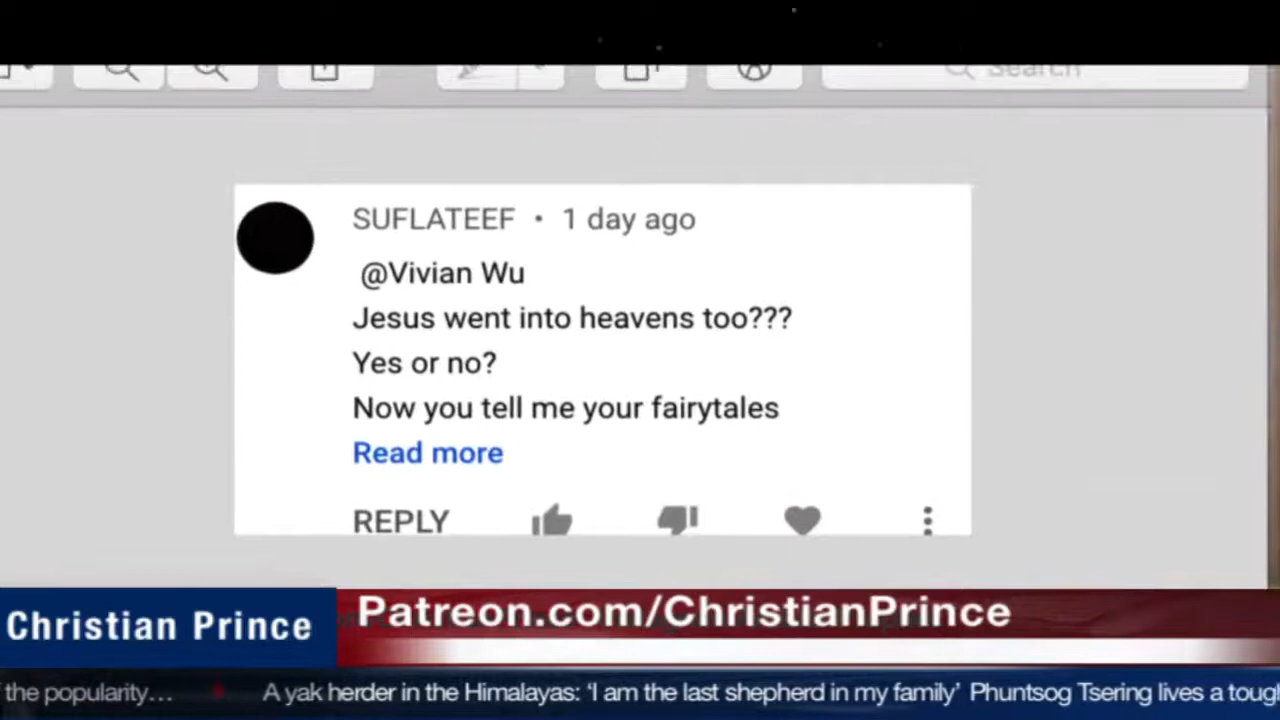 Search
SUFLATEEF • 1 day ago
@Vivian Wu
Jesus went into heavens too???
Yes or no?
Now you tell me your fairytales
Read more
REPLY
Christian Prince
Patreon.com/ChristianPrince
the popularity… A yak herder in the Himalayas: ‘I am the last shepherd in my family’ Phuntsog Tsering lives a